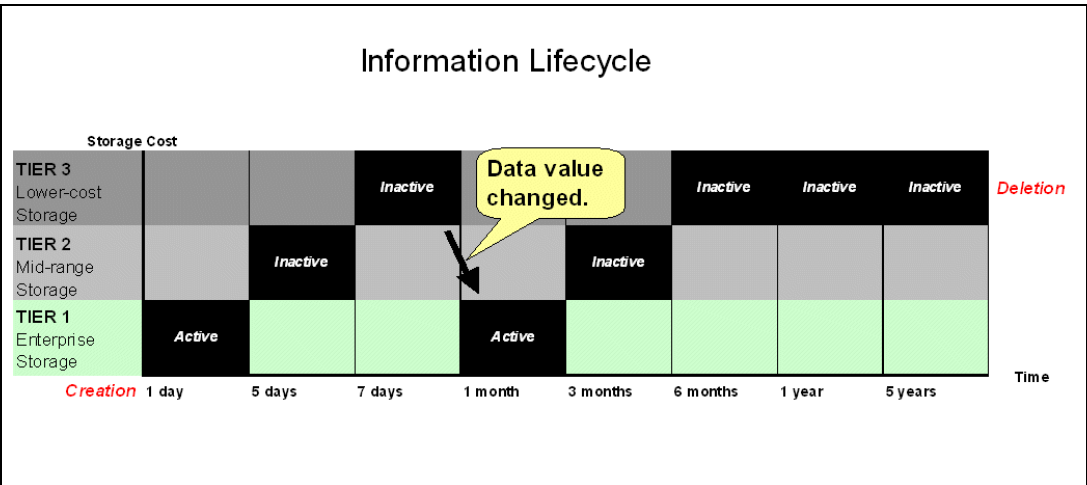 Information Lifecycle
Storage Cost
TIER 3
Lower-cost
Storage
Inactive
Data value
changed.
Inactive
Inactive
Inactive
Deletion
TIER 2
Mid-range
Storage
Inactive
Inactive
TIER 1
Enterprise
Storage
Active
Active
Time
Creation 1 day 5 days 7 days 1 month 3 months 6 months 1 year 5 years